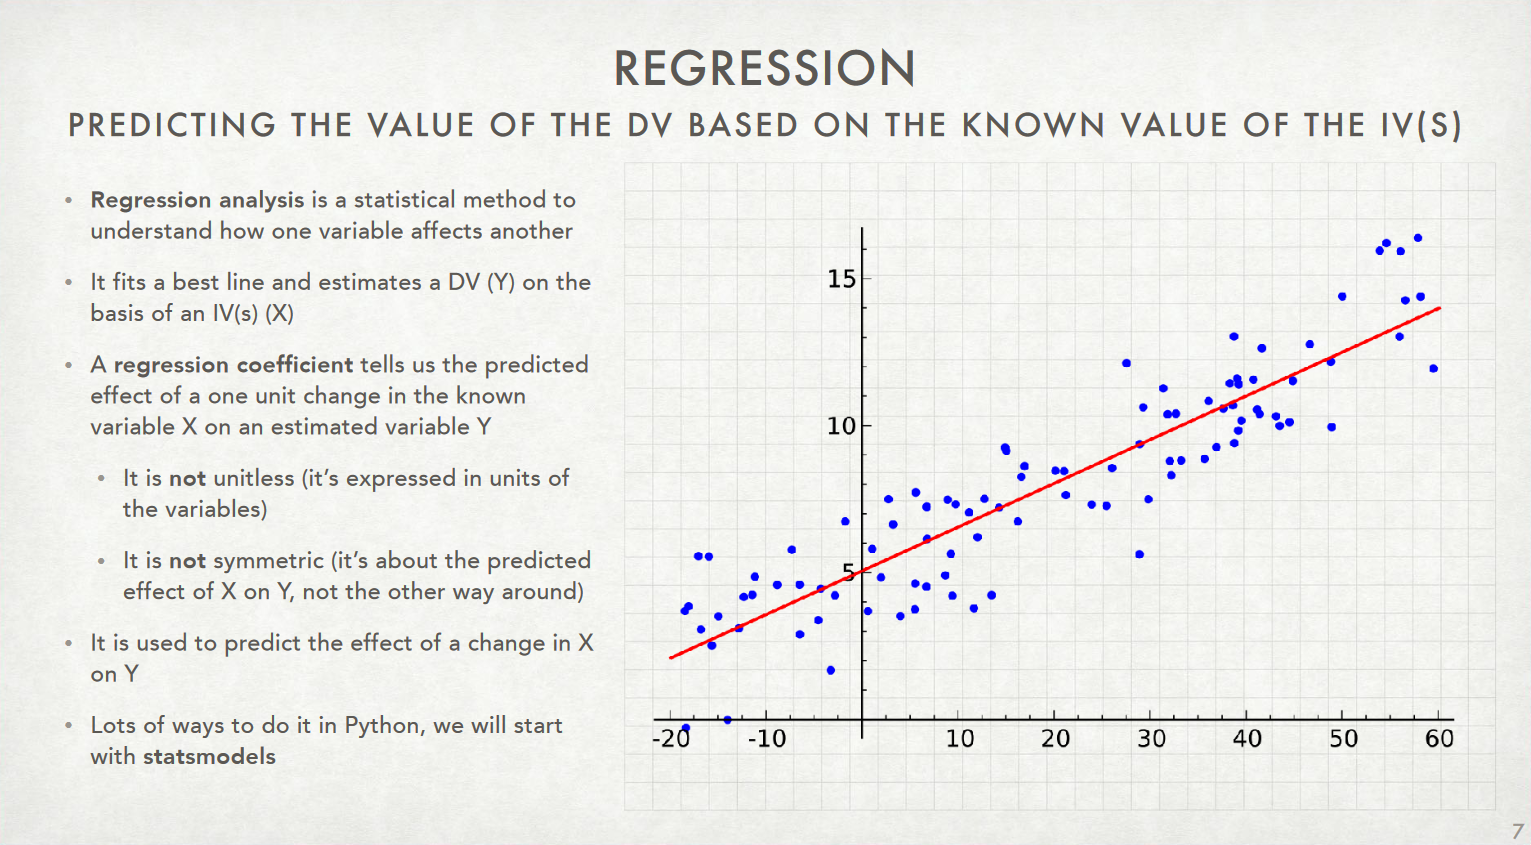 REGRESSION
PREDICTING THE VALUE OF THE DV BASED ON THE KNOWN VALUE OF THE IV(S)
• Regression analysis is a statistical method to
understand how one variable affects another
• It fits a best line and estimates a DV (Y) on the
basis of an IV(s) (X)
• A regression coefficient tells us the predicted
effect of a one unit change in the known
variable X on an estimated variable Y
• It is not unitless (it’s expressed in units of
the variables)
• It is not symmetric (it’s about the predicted
effect of X on Y, not the other way around)
• It is used to predict the effect of a change in X
on Y
• Lots of ways to do it in Python, we will start
with statsmodels
15
10
5
-20 -10 10 20 30 40 50 60
7